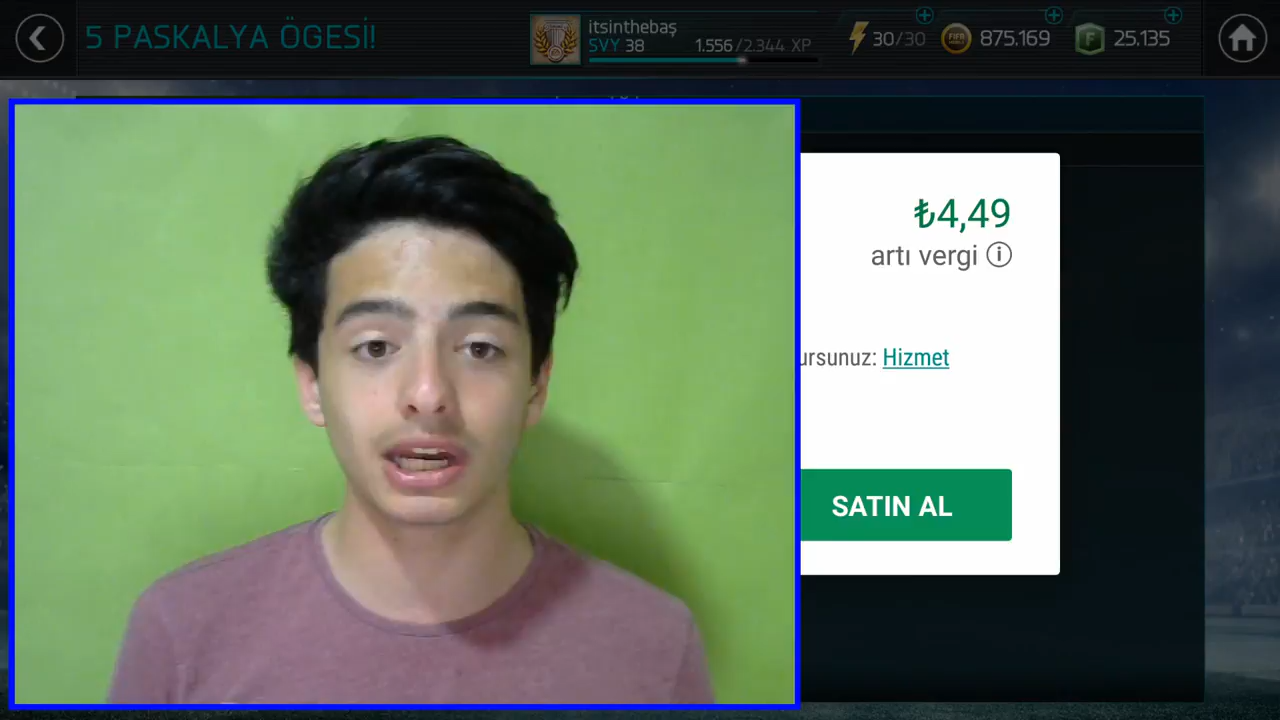 5 PASKALYA ÖGESİ!
itsinthebaş
SVY 38 1.556/2.344 XP
30/30
875.169
25.135
₺4,49
artı vergi
ursunuz: Hizmet
SATIN AL